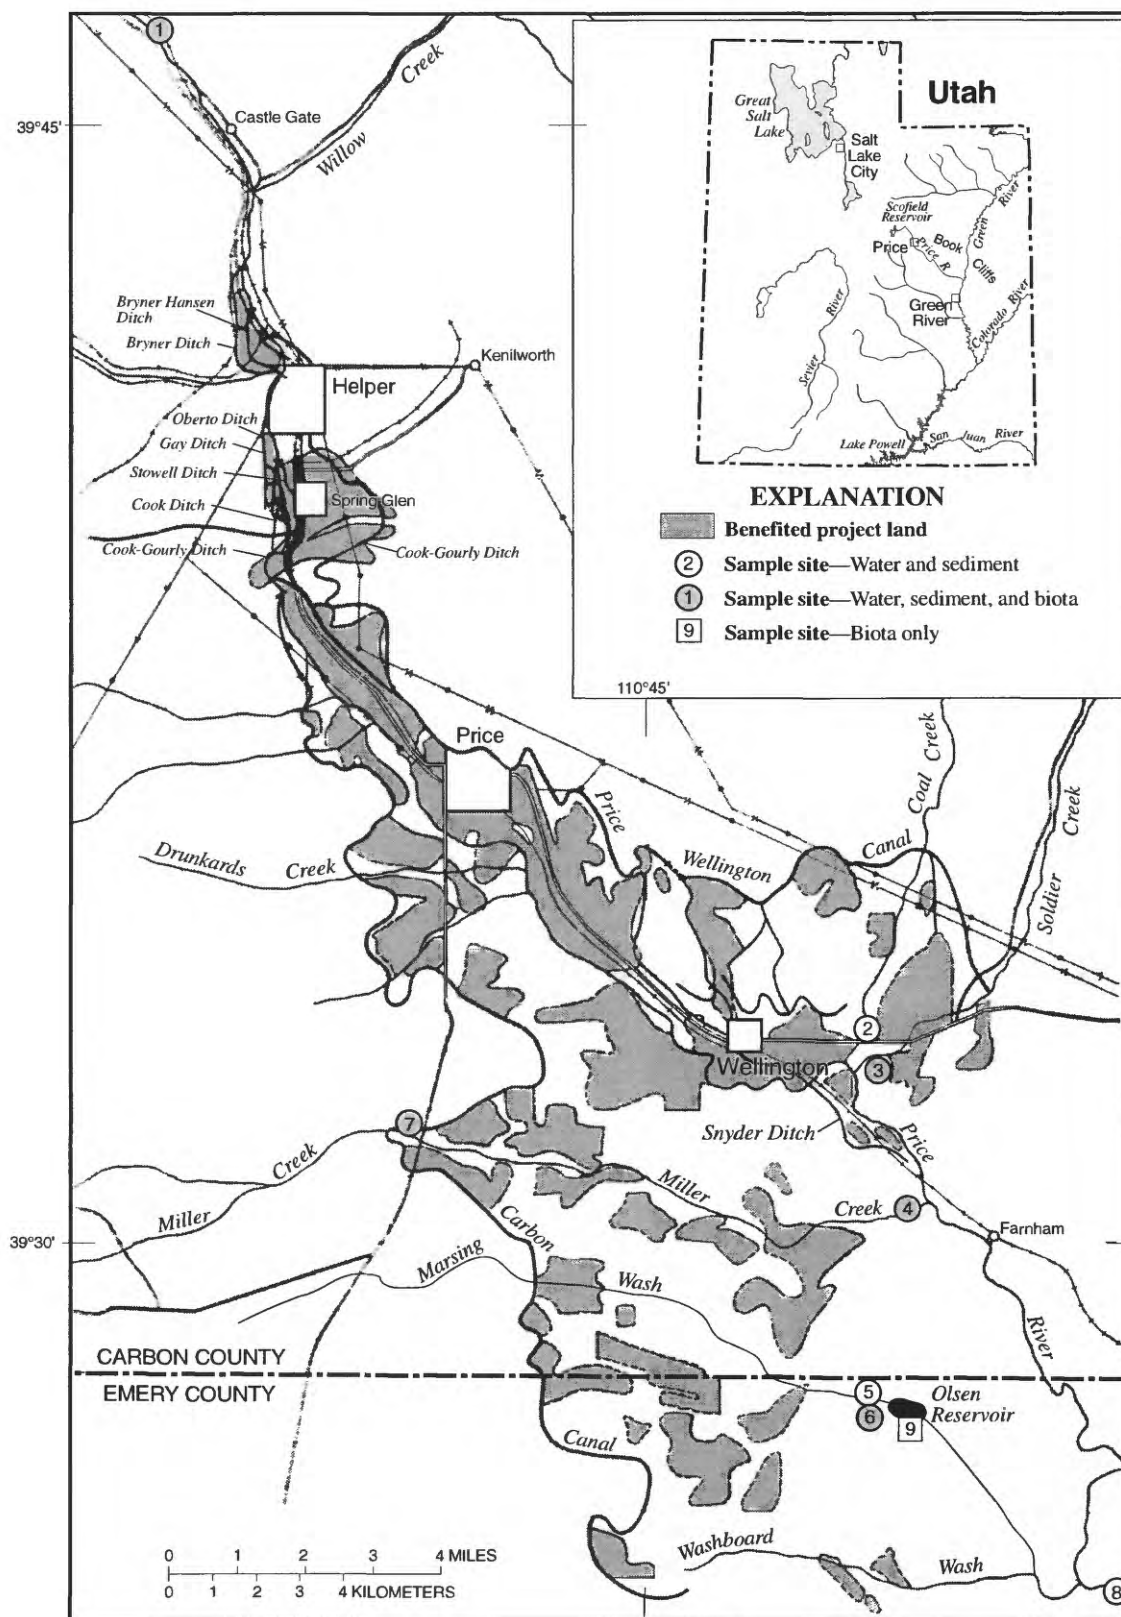 1
39°45'
Castle Gate
Willow Creek
Bryner Hansen
Ditch
Bryner Ditch
Kenilworth
Helper
Oberto Ditch
Gay Ditch
Stowell Ditch
Spring Glen
Cook Ditch
Cook-Gourly Ditch
Cook-Gourly Ditch
Utah
Great
Salt
Lake
Salt
Lake
City
Scofield
Reservoir
Price
Price R
Book
Cliffs
Green River
Green
River
Colorado River
Sevier River
Lake Powell
San Juan River
EXPLANATION
Benefited project land
2 Sample site—Water and sediment
1 Sample site—Water, sediment, and biota
9 Sample site—Biota only
110°45'
Price
Price
Wellington
Canal
Coal Creek
Soldier Creek
Drunkards Creek
2
Wellington
3
Snyder Ditch
Price
7
Miller Creek
Miller
Creek
4
Farnham
39°30'
Carbon
Marsing
Wash
River
CARBON COUNTY
EMERY COUNTY
5
6
9
Olsen
Reservoir
Canal
Washboard
Wash
8
0 1 2 3 4 MILES
0 1 2 3 4 KILOMETERS